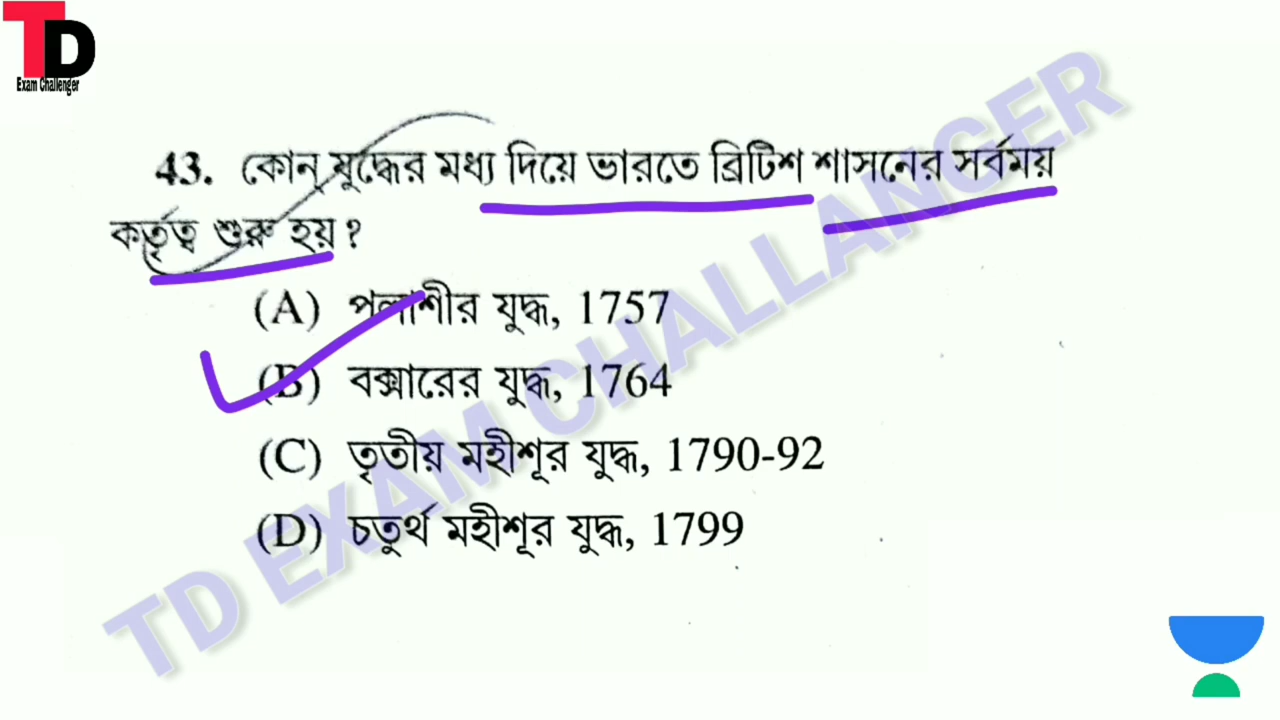 TD
Exam Challenger
43. কোন্ যুদ্ধের মধ্য দিয়ে ভারতে ব্রিটিশ শাসনের সর্বময়
কর্তৃত্ব শুরু হয় ?
(A) পলাশীর যুদ্ধ, 1757
(B) বক্সারের যুদ্ধ, 1764
(C) তৃতীয় মহীশূর যুদ্ধ, 1790-92
(D) চতুর্থ মহীশূর যুদ্ধ, 1799
TD EXAM CHALLANGER